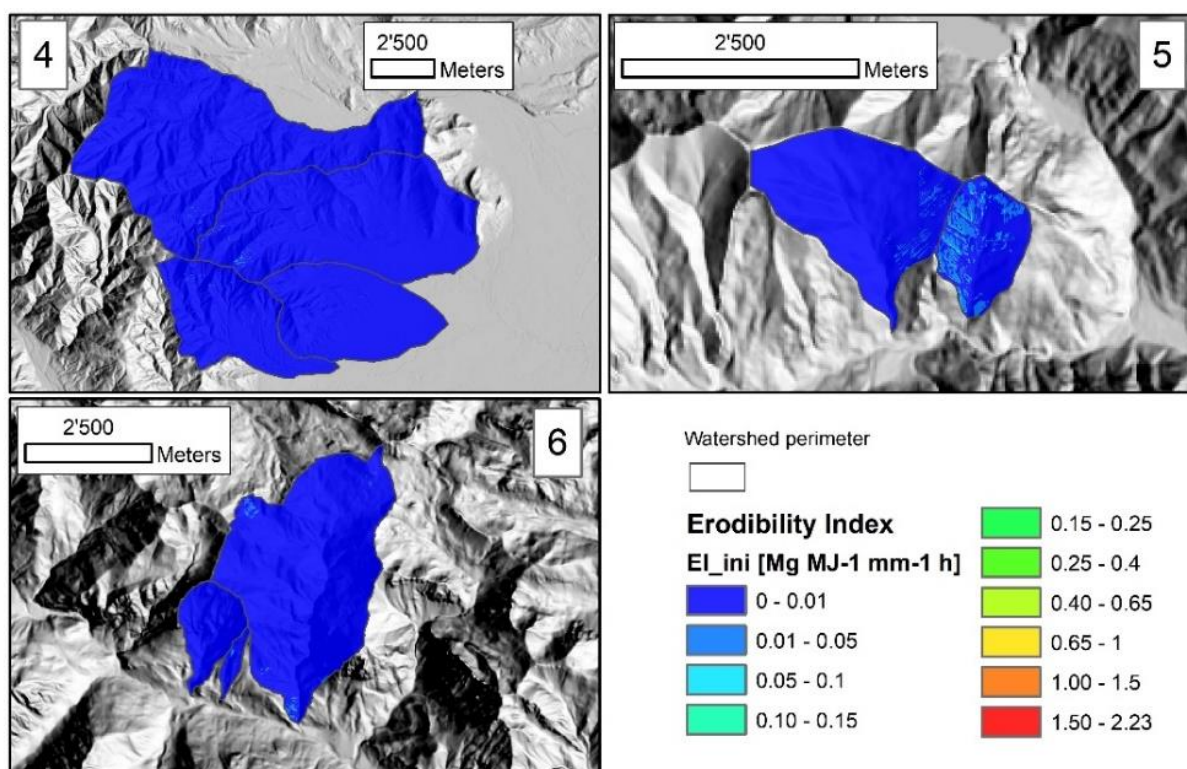 4
2'500
Meters
2'500
Meters
5
2'500
Meters
6
Watershed perimeter
Erodibility Index
EI_ini [Mg MJ-1 mm-1 h]
0 - 0.01
0.01 - 0.05
0.05 - 0.1
0.10 - 0.15
0.15 - 0.25
0.25 - 0.4
0.40 - 0.65
0.65 - 1
1.00 - 1.5
1.50 - 2.23